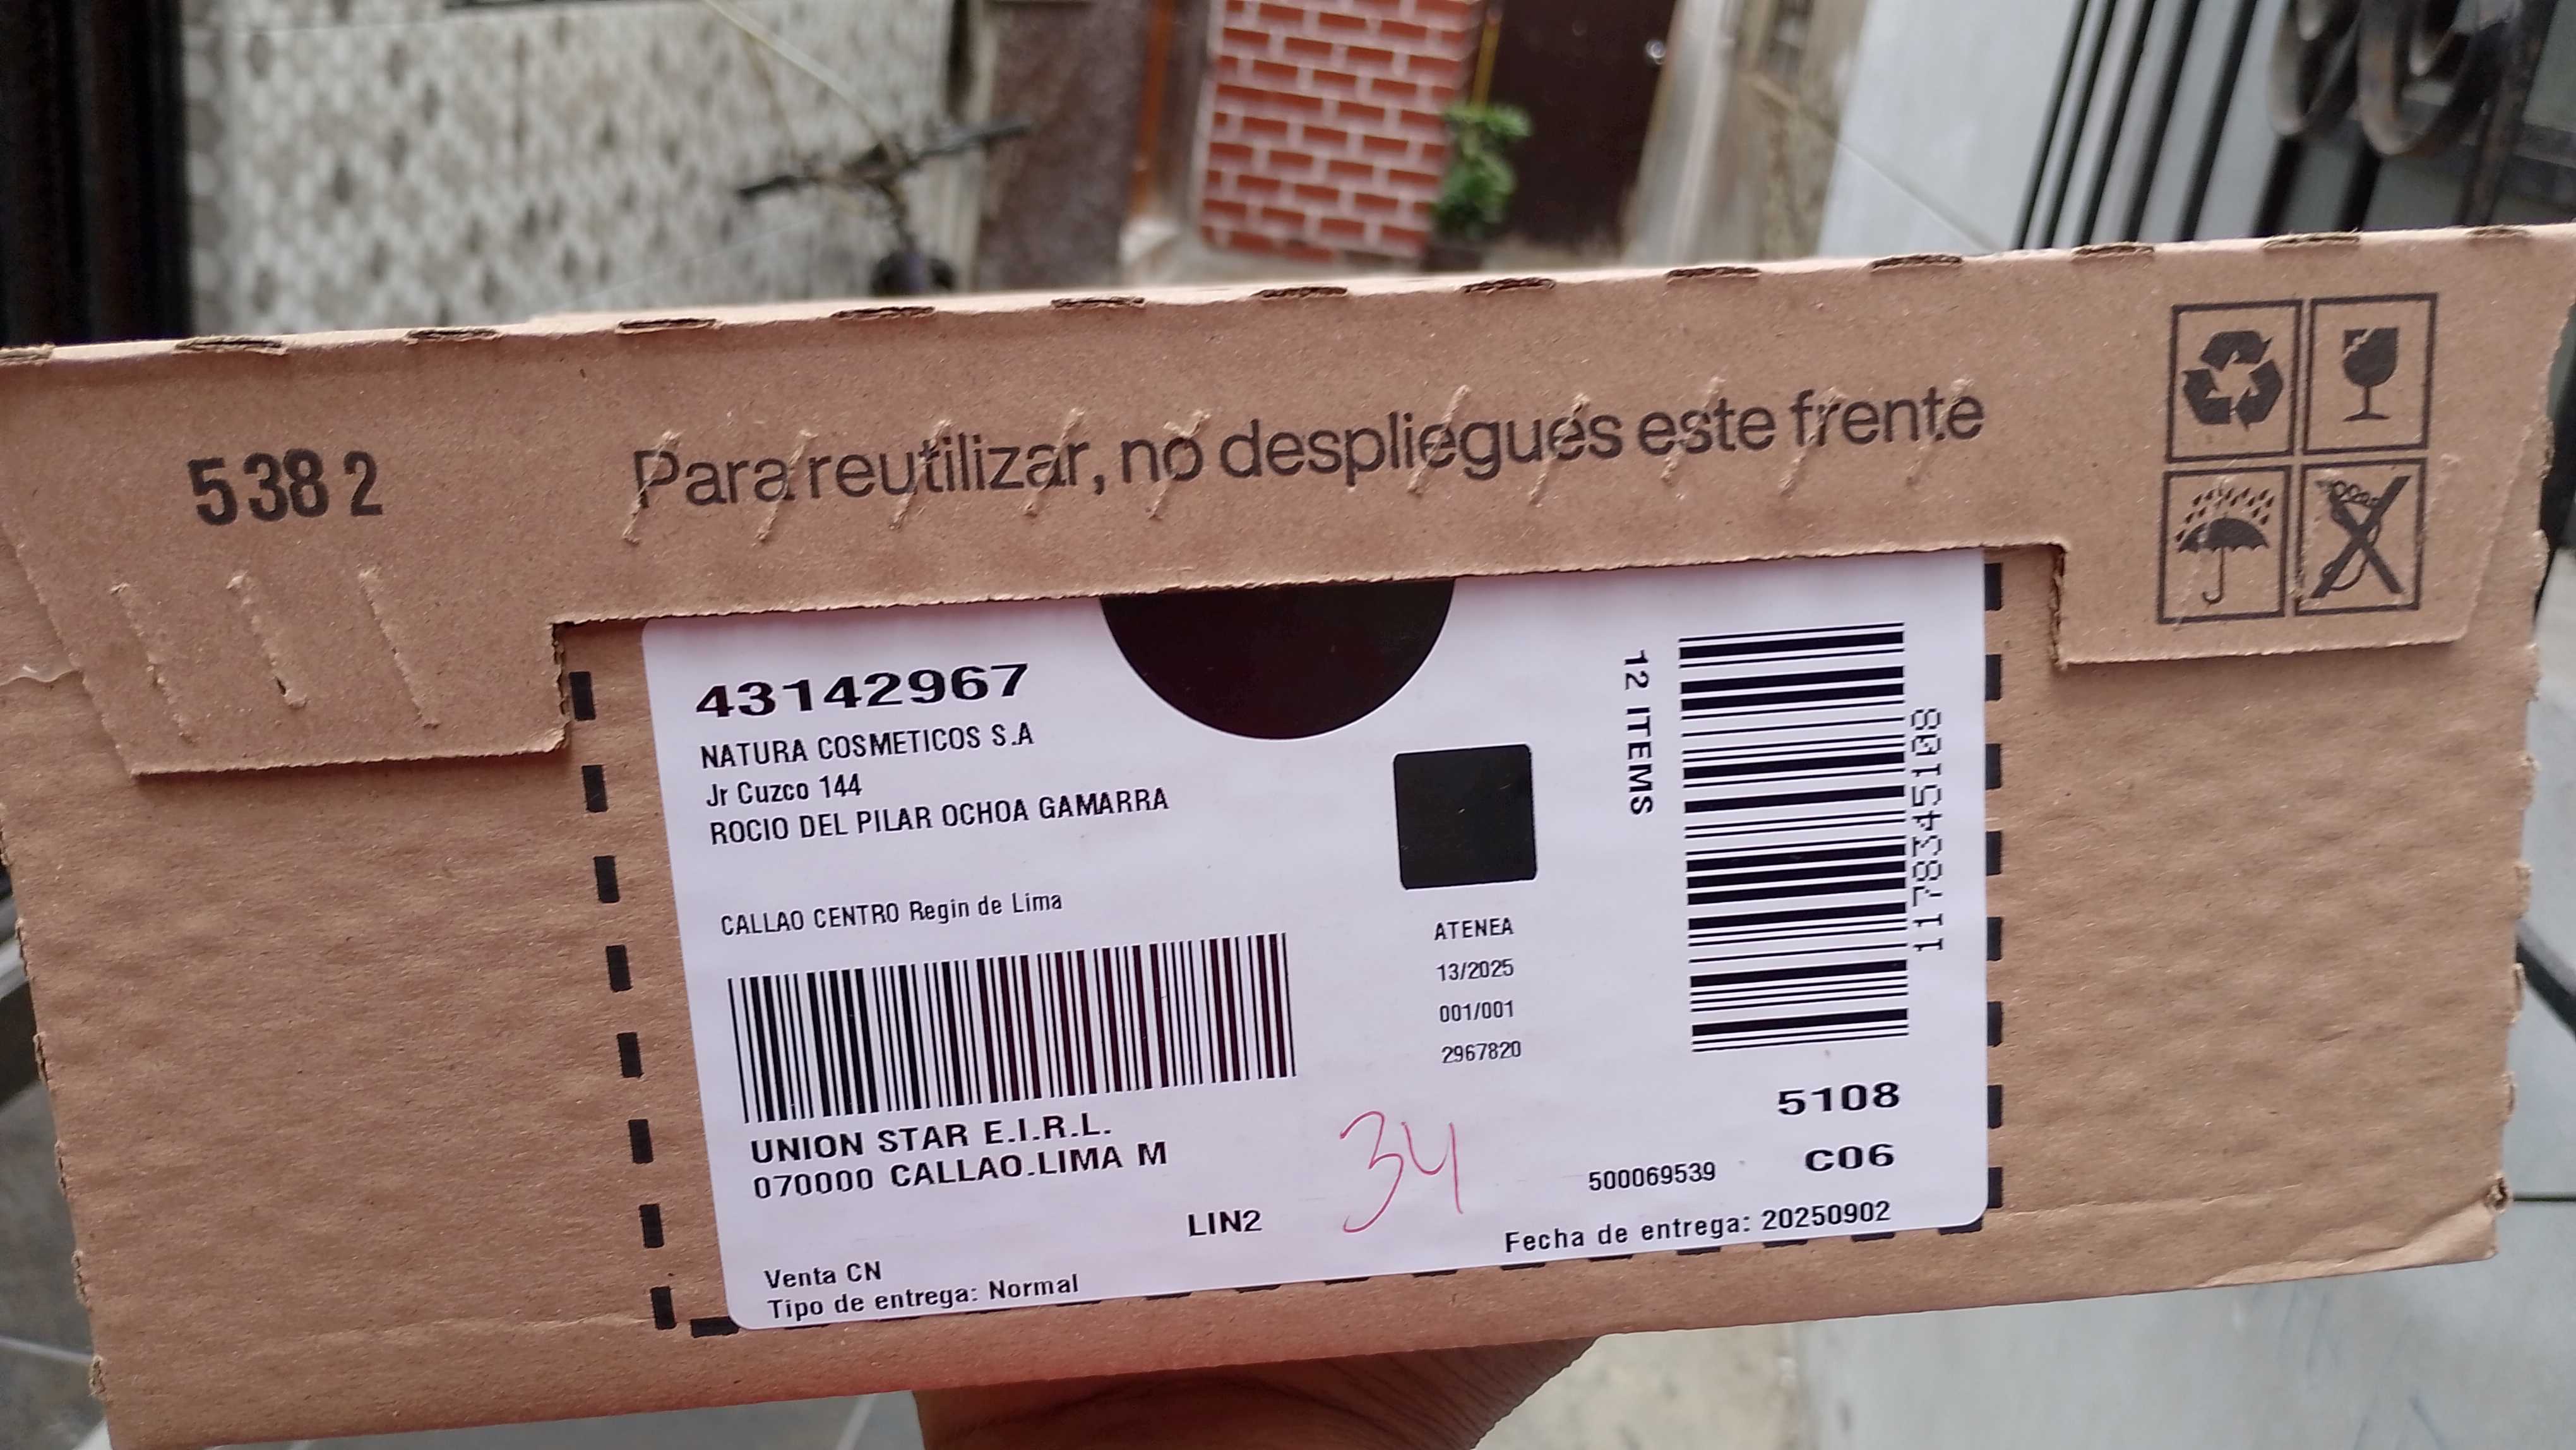 5382
Para reutilizar, no despliegues este frente
43142967
NATURA COSMETICOS S.A
Jr Cuzco 144
ROCIO DEL PILAR OCHOA GAMARRA
CALLAO CENTRO Regin de Lima
12 ITEMS
1178345108
ATENEA
13/2025
001/001
2967820
UNION STAR E.I.R.L.
070000 CALLAO.LIMA M
LIN2
34
5108
C06
500069539
Fecha de entrega: 20250902
Venta CN
Tipo de entrega: Normal